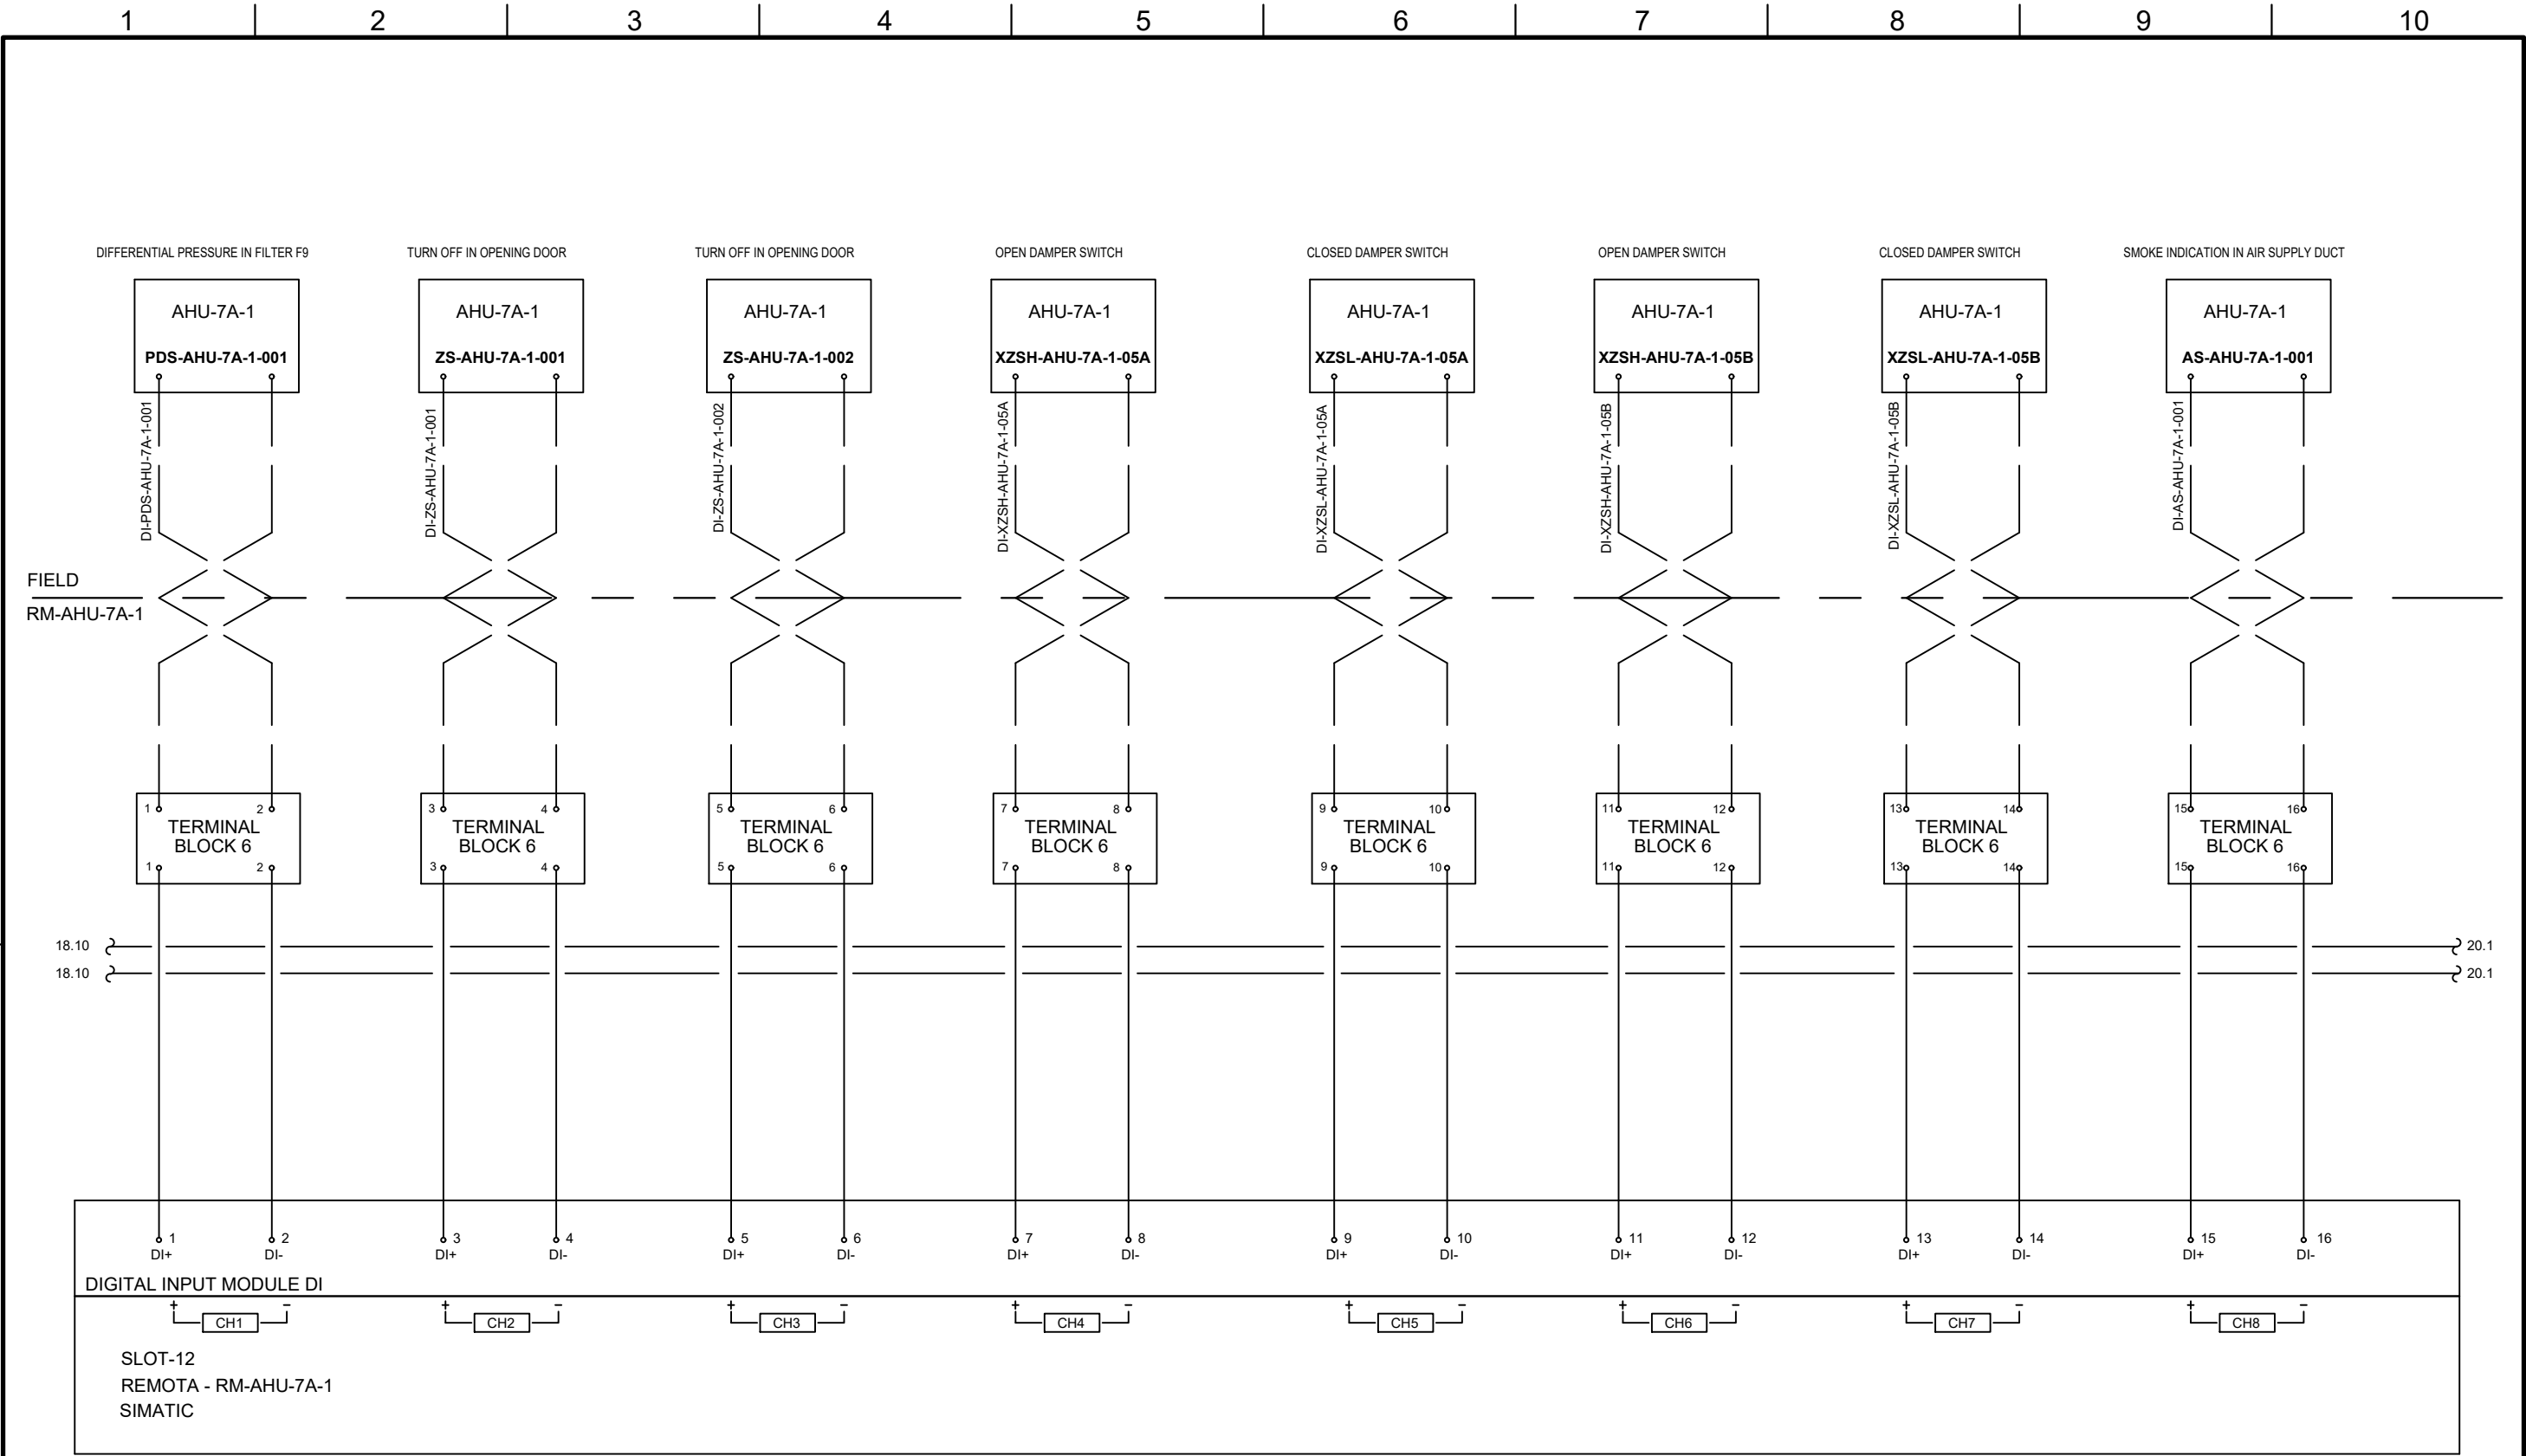 1 2 3 4 5 6 7 8 9 10
DIFFERENTIAL PRESSURE IN FILTER F9 TURN OFF IN OPENING DOOR TURN OFF IN OPENING DOOR OPEN DAMPER SWITCH CLOSED DAMPER SWITCH OPEN DAMPER SWITCH CLOSED DAMPER SWITCH SMOKE INDICATION IN AIR SUPPLY DUCT
AHU-7A-1 AHU-7A-1 AHU-7A-1 AHU-7A-1 AHU-7A-1 AHU-7A-1 AHU-7A-1 AHU-7A-1
PDS-AHU-7A-1-001 ZS-AHU-7A-1-001 ZS-AHU-7A-1-002 XZSH-AHU-7A-1-05A XZSL-AHU-7A-1-05A XZSH-AHU-7A-1-05B XZSL-AHU-7A-1-05B AS-AHU-7A-1-001
DI-PDS-AHU-7A-1-001
DI-ZS-AHU-7A-1-001
DI-ZS-AHU-7A-1-002
DI-XZSH-AHU-7A-1-05A
DI-XZSL-AHU-7A-1-05A
DI-XZSH-AHU-7A-1-05B
DI-XZSL-AHU-7A-1-05B
DI-AS-AHU-7A-1-001
FIELD
RM-AHU-7A-1
1 2 3 4 5 6 7 8 9 10 11 12 13 14 15 16
TERMINAL TERMINAL TERMINAL TERMINAL TERMINAL TERMINAL TERMINAL TERMINAL
BLOCK 6 BLOCK 6 BLOCK 6 BLOCK 6 BLOCK 6 BLOCK 6 BLOCK 6 BLOCK 6
1 2 3 4 5 6 7 8 9 10 11 12 13 14 15 16
18.10 20.1
18.10 20.1
1 2 3 4 5 6 7 8 9 10 11 12 13 14 15 16
DI+ DI- DI+ DI- DI+ DI- DI+ DI- DI+ DI- DI+ DI- DI+ DI- DI+ DI-
DIGITAL INPUT MODULE DI
+ - + - + - + - + - + - + - + -
CH1 CH2 CH3 CH4 CH5 CH6 CH7 CH8
SLOT-12
REMOTA - RM-AHU-7A-1
SIMATIC